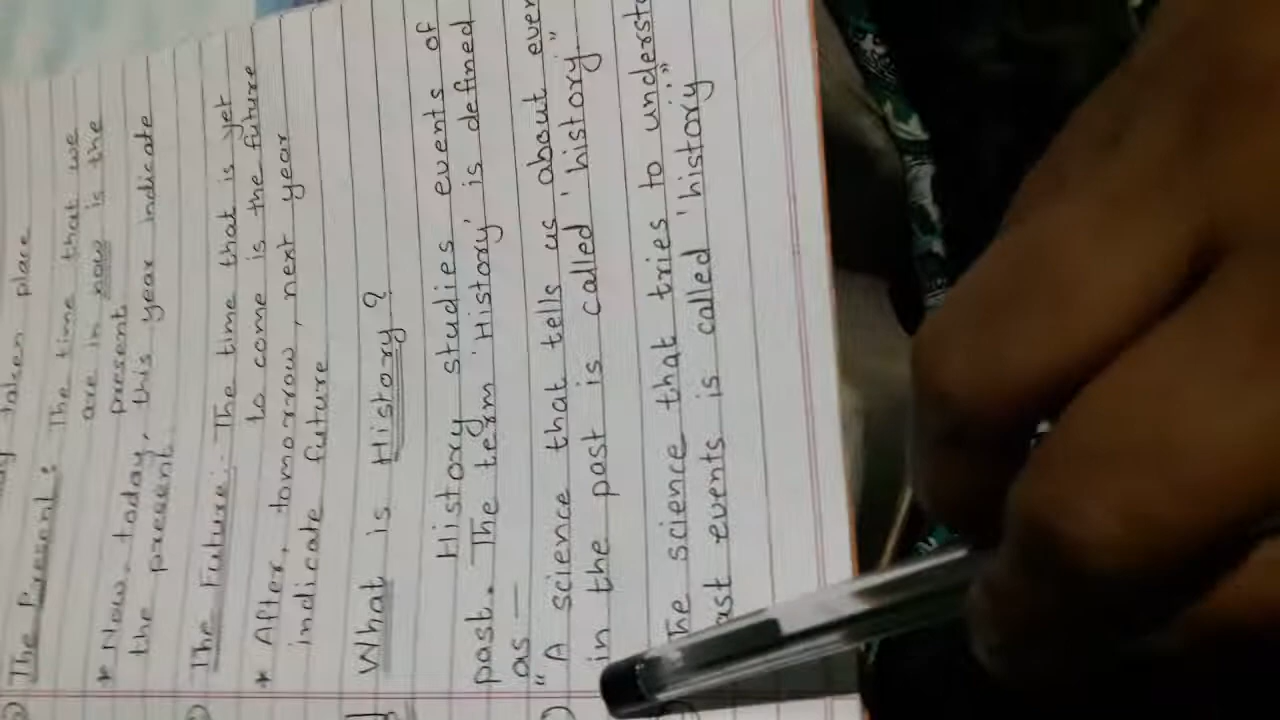 taken place
The Present : The time that we
are in now is the
present
* Now, today, this year indicate
the present.
The Future :- The time that is yet
to come is the future
* After, tomorrow, next year
indicate future
What is History ?
History studies events of
past. The term 'History' is defined
as —
"A science that tells us about
in the past is called 'history'."
The science that tries to
events is called 'history'"